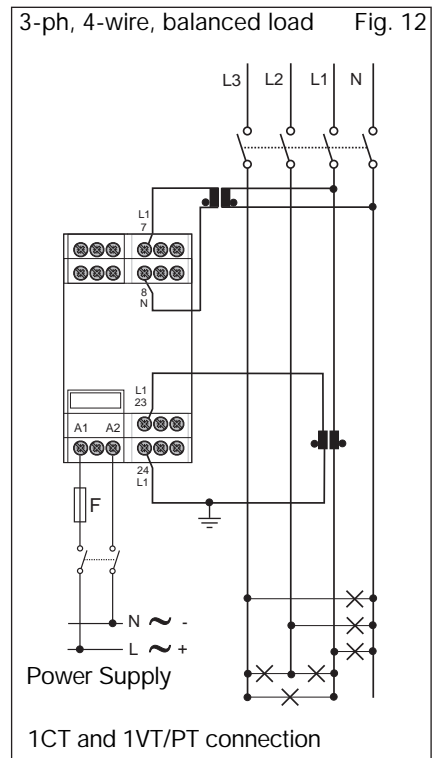 3-ph, 4-wire, balanced load Fig. 12
L3 L2 L1 N
L1
7
8
N
L1
23
A1 A2
24
L1
F
N ~ -
L ~ +
Power Supply
1CT and 1VT/PT connection